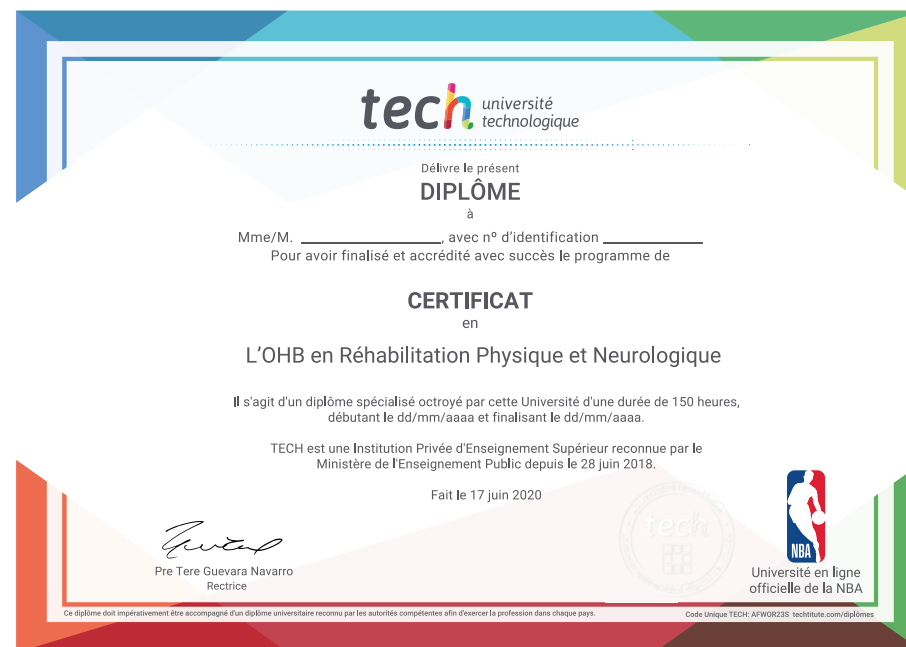 tech université
technologique
Délivre le présent
DIPLÔME
à
Mme/M. ____________________, avec nº d'identification ______________
Pour avoir finalisé et accrédité avec succès le programme de
CERTIFICAT
en
L'OHB en Réhabilitation Physique et Neurologique
Il s'agit d'un diplôme spécialisé octroyé par cette Université d'une durée de 150 heures,
débutant le dd/mm/aaaa et finalisant le dd/mm/aaaa.
TECH est une Institution Privée d'Enseignement Supérieur reconnue par le
Ministère de l'Enseignement Public depuis le 28 juin 2018.
Fait le 17 juin 2020
tech
Pre Tere Guevara Navarro
Rectrice
NBA
Université en ligne
officielle de la NBA
Ce diplôme doit impérativement être accompagné d'un diplôme universitaire reconnu par les autorités compétentes afin d'exercer la profession dans chaque pays.
Code Unique TECH: AFWOR23S techtitute.com/diplômes